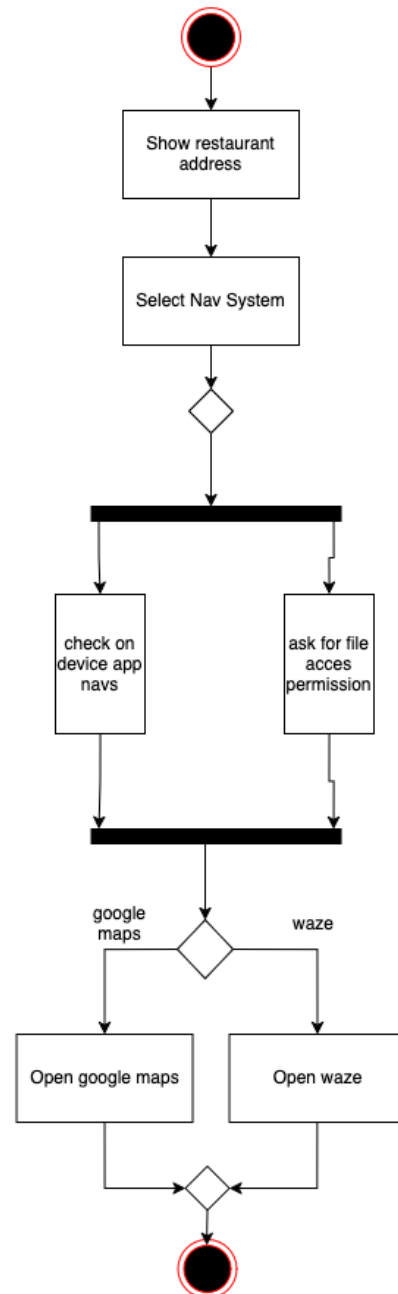 Show restaurant
address
Select Nav System
check on
device app
navs
ask for file
acces
permission
google
maps
waze
Open google maps
Open waze